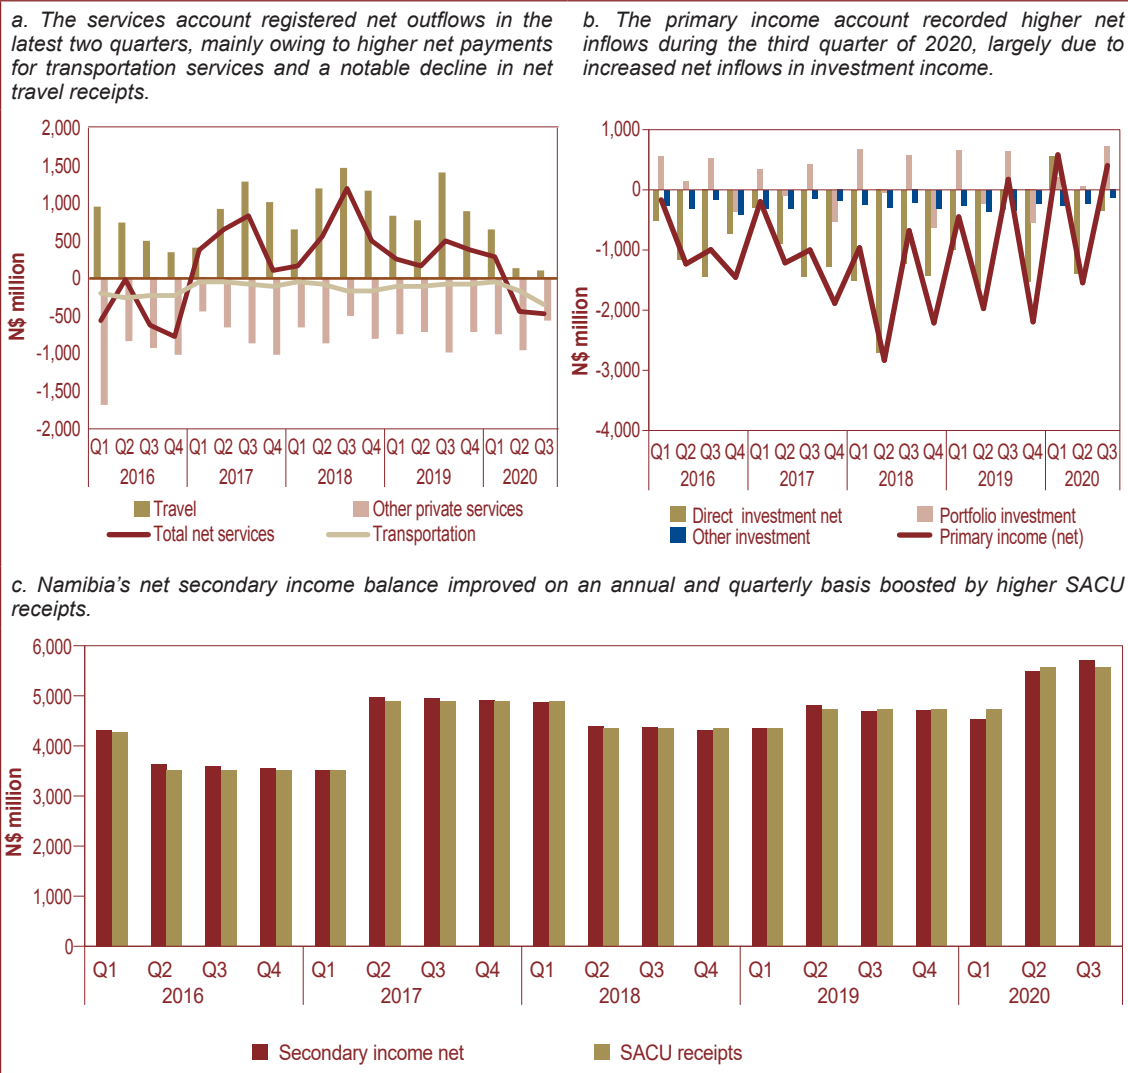 a. The services account registered net outflows in the
latest two quarters, mainly owing to higher net payments
for transportation services and a notable decline in net
travel receipts.
2,000
1,500
1,000
500
0
-500
-1,000
-1,500
-2,000
N$ million
Q1 Q2 Q3 Q4 Q1 Q2 Q3 Q4 Q1 Q2 Q3 Q4 Q1 Q2 Q3 Q4 Q1 Q2 Q3
2016 2017 2018 2019 2020
Travel Other private services
Total net services Transportation
b. The primary income account recorded higher net
inflows during the third quarter of 2020, largely due to
increased net inflows in investment income.
1,000
0
-1,000
-2,000
-3,000
-4,000
N$ million
Q1 Q2 Q3 Q4 Q1 Q2 Q3 Q4 Q1 Q2 Q3 Q4 Q1 Q2 Q3 Q4 Q1 Q2 Q3
2016 2017 2018 2019 2020
Direct investment net Portfolio investment
Other investment Primary income (net)
c. Namibia's net secondary income balance improved on an annual and quarterly basis boosted by higher SACU
receipts.
6,000
5,000
4,000
3,000
2,000
1,000
0
N$ million
Q1 Q2 Q3 Q4 Q1 Q2 Q3 Q4 Q1 Q2 Q3 Q4 Q1 Q2 Q3 Q4 Q1 Q2 Q3
2016 2017 2018 2019 2020
Secondary income net SACU receipts